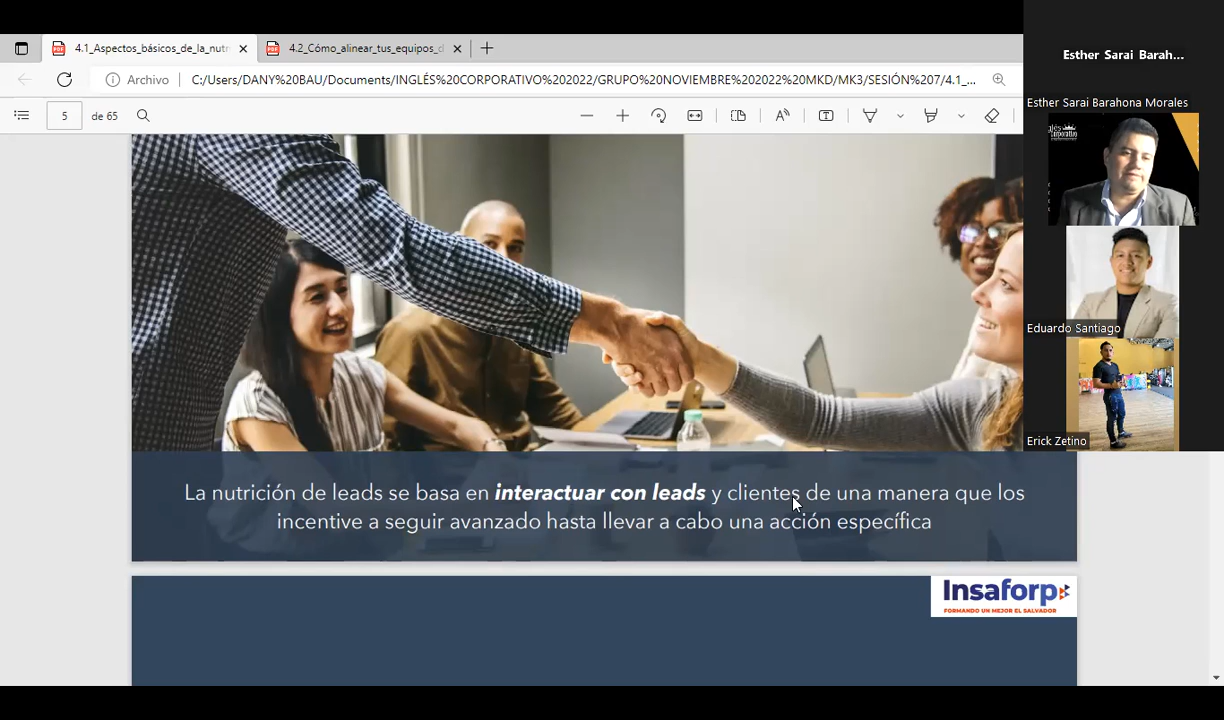 4.1_Aspectos_básicos_de_la_nutr
4.2_Cómo_alinear_tus_equipos_d
Archivo
C:/Users/DANY%20BAU/Documents/INGLÉS%20CORPORATIVO%202022/GRUPO%20NOVIEMBRE%202022%20MKD/MK3/SESIÓN%207/4.1_...
5
de 65
Esther Sarai Barah...
Esther Sarai Barahona Morales
Eduardo Santiago
Erick Zetino
La nutrición de leads se basa en interactuar con leads y clientes de una manera que los
incentive a seguir avanzado hasta llevar a cabo una acción específica
Insaforp
FORMANDO UN MEJOR EL SALVADOR